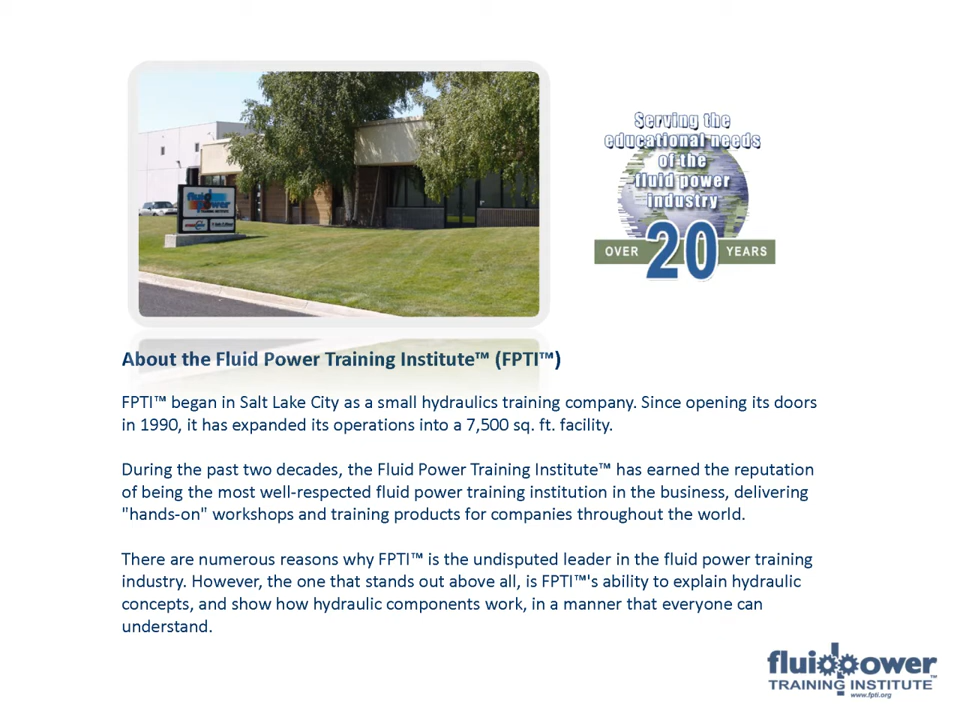 fluid
power
TRAINING INSTITUTE
Serving the
educational needs
of the
fluid power
industry
OVER 20 YEARS
About the Fluid Power Training Institute™ (FPTI™)
FPTI™ began in Salt Lake City as a small hydraulics training company. Since opening its doors
in 1990, it has expanded its operations into a 7,500 sq. ft. facility.
During the past two decades, the Fluid Power Training Institute™ has earned the reputation
of being the most well-respected fluid power training institution in the business, delivering
"hands-on" workshops and training products for companies throughout the world.
There are numerous reasons why FPTI™ is the undisputed leader in the fluid power training
industry. However, the one that stands out above all, is FPTI™'s ability to explain hydraulic
concepts, and show how hydraulic components work, in a manner that everyone can
understand.
fluidpower
TRAINING INSTITUTE™
www.fpti.org